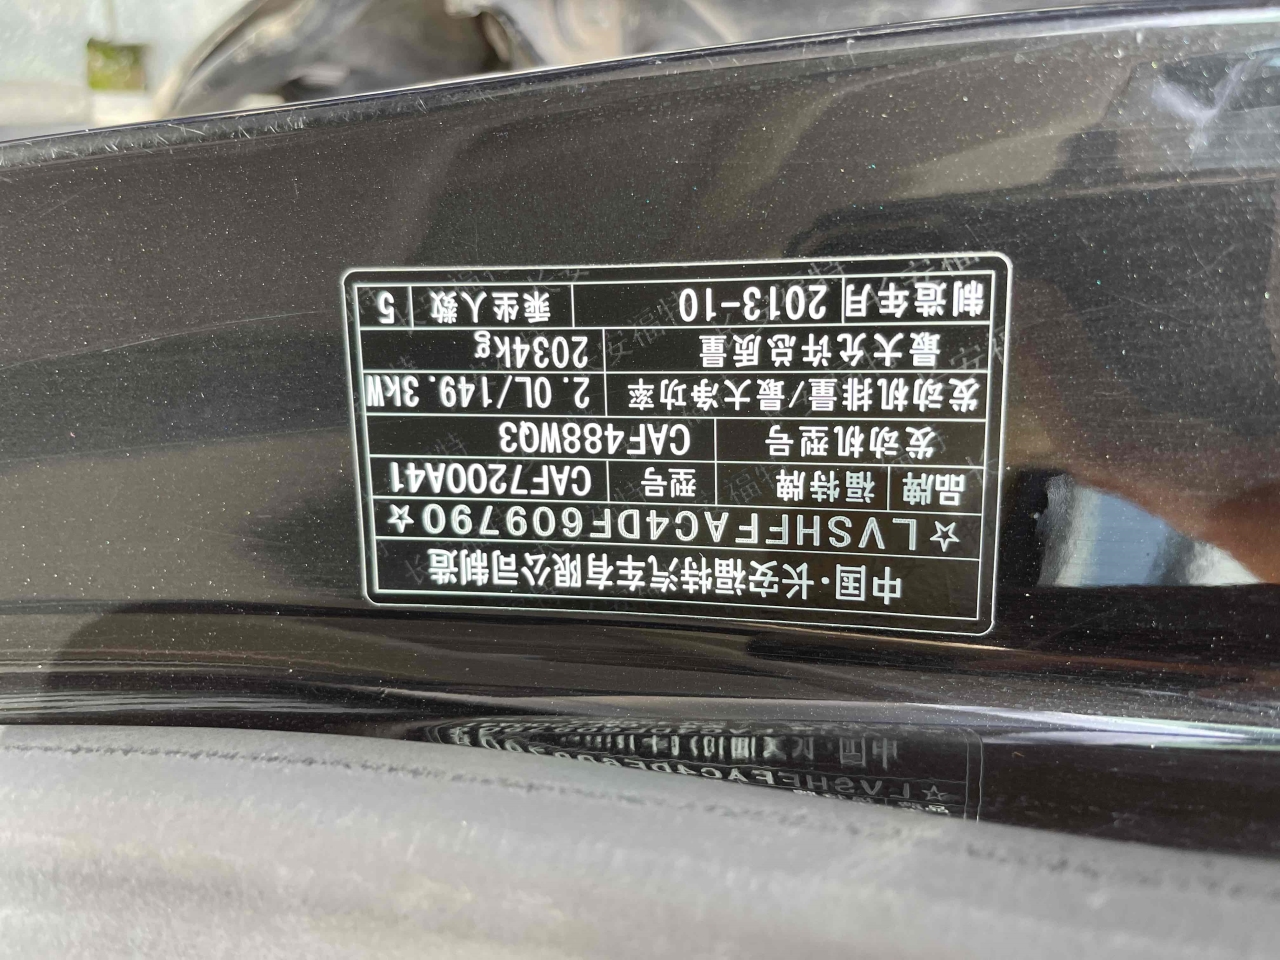 中国·长安福特汽车有限公司制造
☆LVSHFFAC4DF609790☆
品牌 福特牌 型号 CAF7200A41
发动机型号 CAF488WQ3
发动机排量/最大净功率 2.0L/149.3kW
最大允许总质量 2034kg
制造年月 2013-10 乘坐人数 5